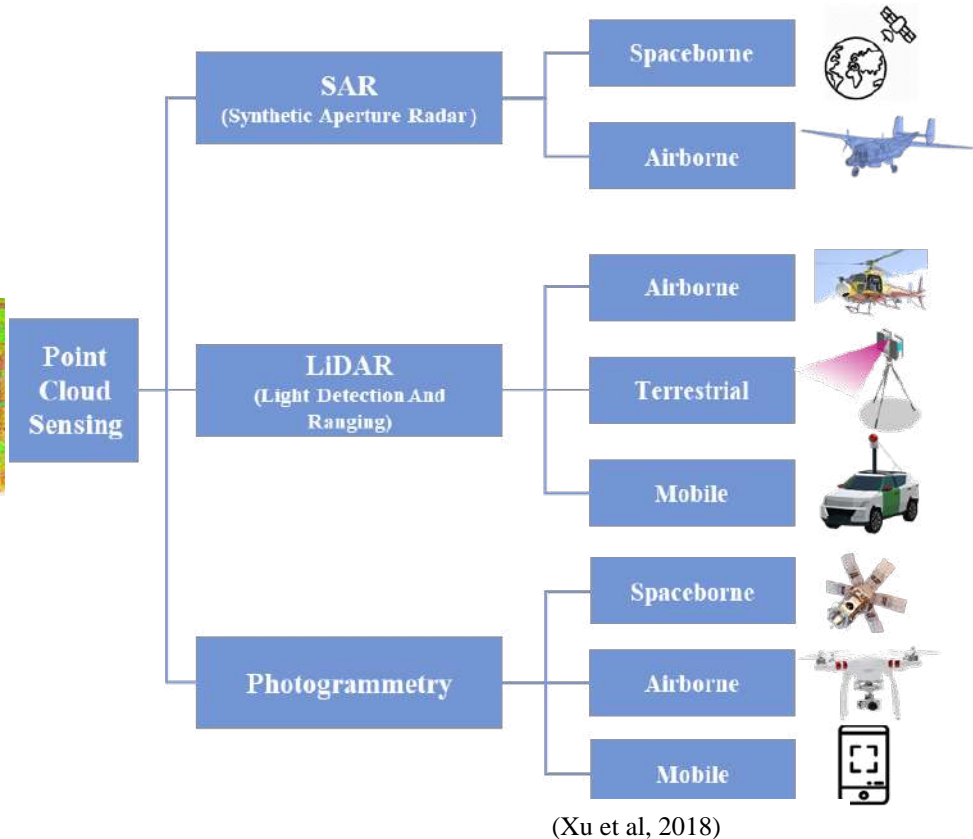 Point
Cloud
Sensing
SAR
(Synthetic Aperture Radar)
Spaceborne
Airborne
LiDAR
(Light Detection And
Ranging)
Airborne
Terrestrial
Mobile
Photogrammetry
Spaceborne
Airborne
Mobile
(Xu et al, 2018)